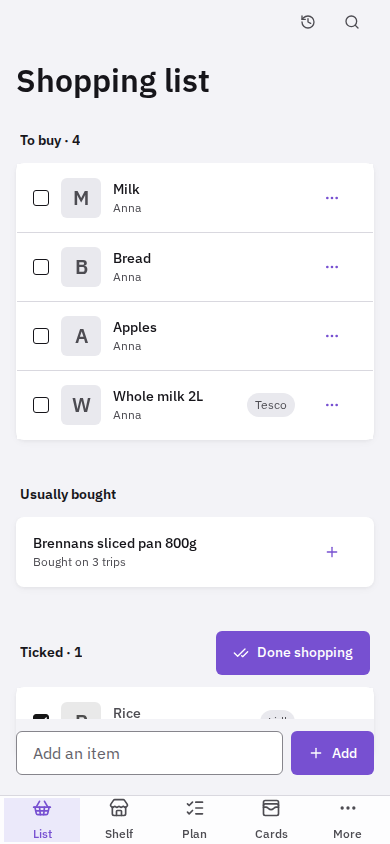 Shopping list
To buy · 4
M
Milk
Anna
B
Bread
Anna
A
Apples
Anna
W
Whole milk 2L
Anna
Tesco
Usually bought
Brennans sliced pan 800g
Bought on 3 trips
Ticked · 1
Done shopping
Rice
Add an item
Add
List
Shelf
Plan
Cards
More